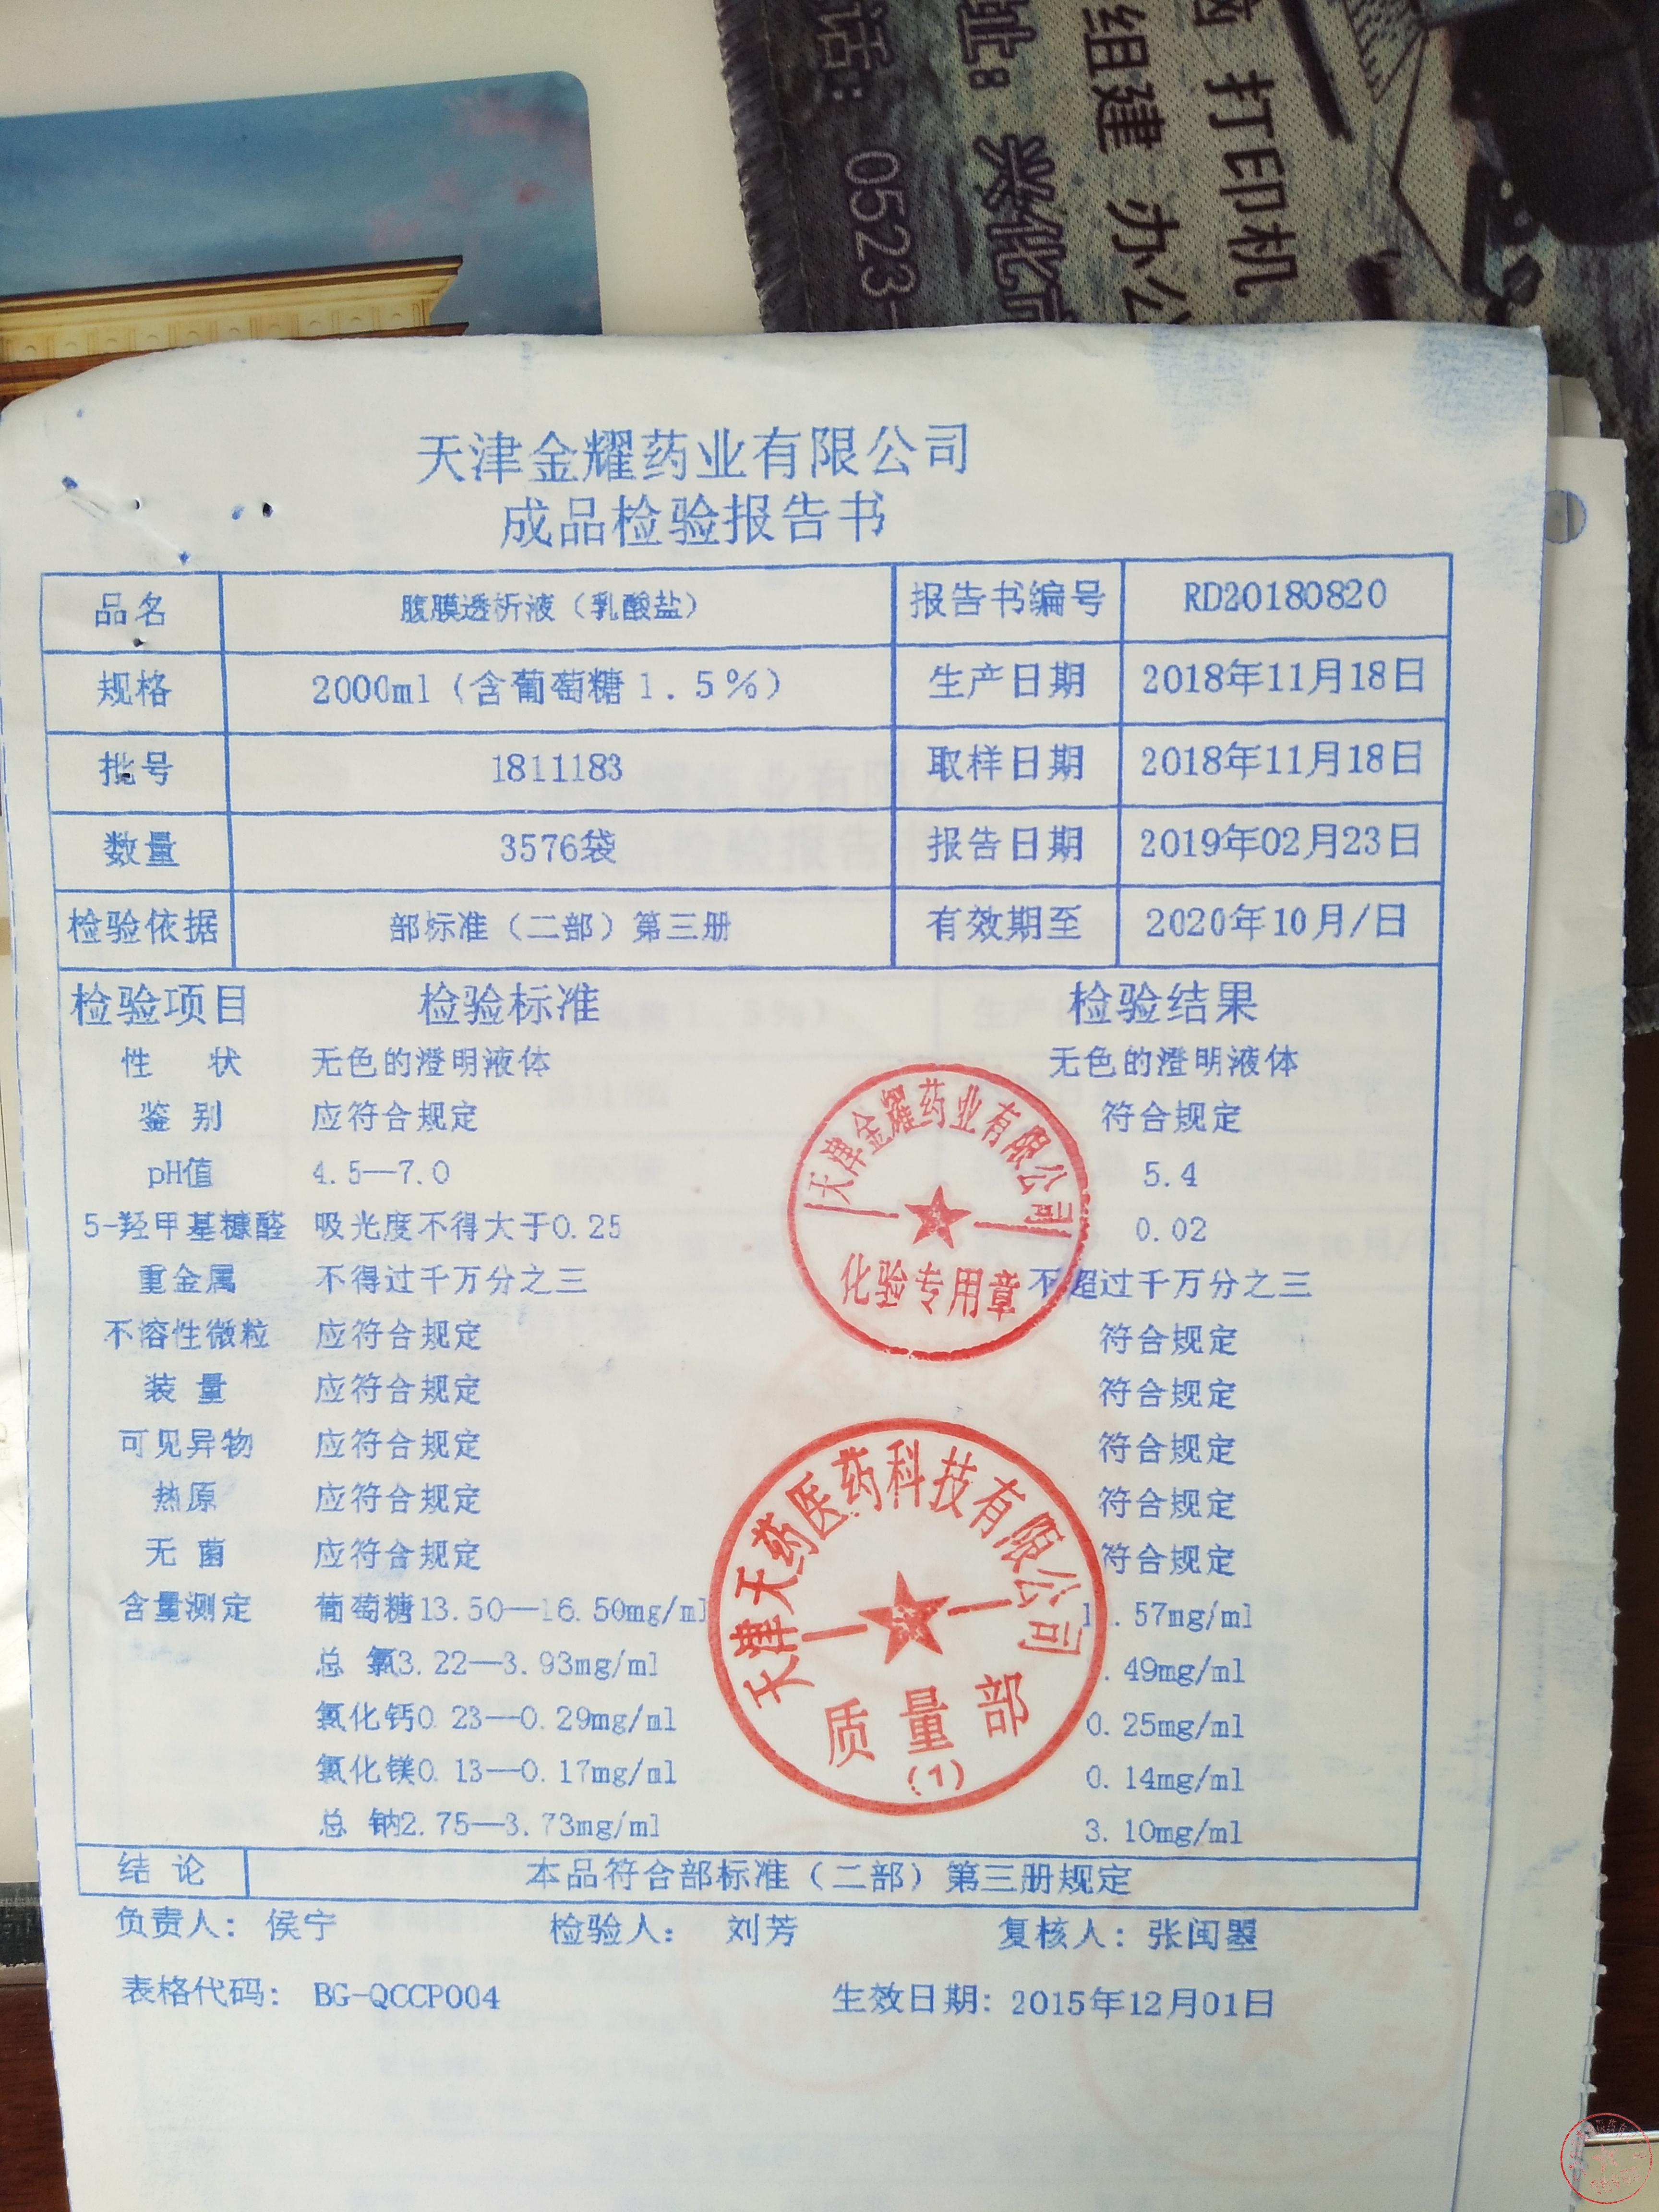 话: 0523-
址: 兴化市
组建 办公
打印机
天津金耀药业有限公司
成品检验报告书
品名 腹膜透析液（乳酸盐） 报告书编号 RD20180820
规格 2000ml（含葡萄糖1.5%） 生产日期 2018年11月18日
批号 1811183 取样日期 2018年11月18日
数量 3576袋 报告日期 2019年02月23日
检验依据 部标准（二部）第三册 有效期至 2020年10月/日
检验项目 检验标准 检验结果
性 状 无色的澄明液体 无色的澄明液体
鉴 别 应符合规定 符合规定
pH值 4.5—7.0 5.4
5-羟甲基糠醛 吸光度不得大于0.25 0.02
重金属 不得过千万分之三 不超过千万分之三
不溶性微粒 应符合规定 符合规定
装 量 应符合规定 符合规定
可见异物 应符合规定 符合规定
热原 应符合规定 符合规定
无 菌 应符合规定 符合规定
含量测定 葡萄糖13.50—16.50mg/ml .57mg/ml
总 氯3.22—3.93mg/ml .49mg/ml
氯化钙0.23—0.29mg/ml 0.25mg/ml
氯化镁0.13—0.17mg/ml 0.14mg/ml
总 钠2.75—3.73mg/ml 3.10mg/ml
天津金耀药业有限公司
化验专用章
天津天药医药科技有限公司
质量部
(1)
结 论 本品符合部标准（二部）第三册规定
负责人: 侯宁 检验人: 刘芳 复核人: 张闽
表格代码: BG-QCCP004 生效日期: 2015年12月01日